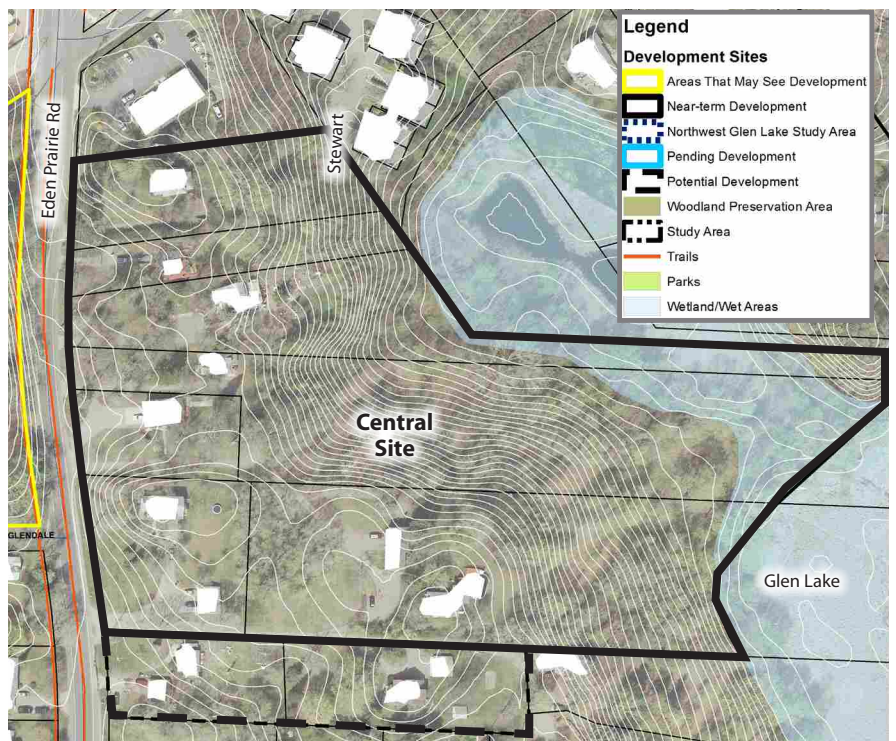 Legend
Development Sites
Areas That May See Development
Near-term Development
Northwest Glen Lake Study Area
Pending Development
Potential Development
Woodland Preservation Area
Study Area
Trails
Parks
Wetland/Wet Areas
Eden Prairie Rd
Stewart
Central
Site
GLENDALE
Glen Lake